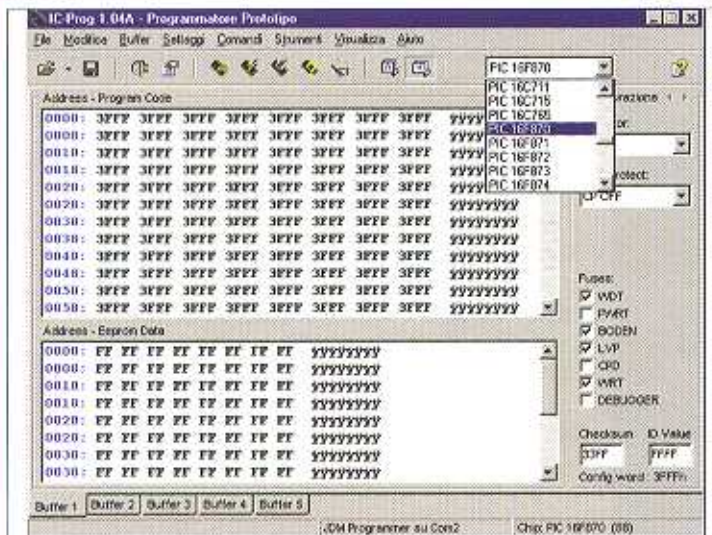 IC-Prog 1.04A - Programmatore Prototipo
File Modifica Buffer Settaggi Comandi Strumenti Visualizza Aiuto
PIC 16F870
PIC 16C711
PIC 16C715
PIC 16C765
PIC 16F870
PIC 16F871
PIC 16F872
PIC 16F873
PIC 16F874
Address - Program Code
0000: 3FFF 3FFF 3FFF 3FFF 3FFF 3FFF 3FFF 3FFF
0008: 3FFF 3FFF 3FFF 3FFF 3FFF 3FFF 3FFF 3FFF
0010: 3FFF 3FFF 3FFF 3FFF 3FFF 3FFF 3FFF 3FFF
0018: 3FFF 3FFF 3FFF 3FFF 3FFF 3FFF 3FFF 3FFF
0020: 3FFF 3FFF 3FFF 3FFF 3FFF 3FFF 3FFF 3FFF
0028: 3FFF 3FFF 3FFF 3FFF 3FFF 3FFF 3FFF 3FFF ÿÿÿÿÿÿÿÿ
0030: 3FFF 3FFF 3FFF 3FFF 3FFF 3FFF 3FFF 3FFF ÿÿÿÿÿÿÿÿ
0038: 3FFF 3FFF 3FFF 3FFF 3FFF 3FFF 3FFF 3FFF ÿÿÿÿÿÿÿÿ
0040: 3FFF 3FFF 3FFF 3FFF 3FFF 3FFF 3FFF 3FFF ÿÿÿÿÿÿÿÿ
0048: 3FFF 3FFF 3FFF 3FFF 3FFF 3FFF 3FFF 3FFF ÿÿÿÿÿÿÿÿ
0050: 3FFF 3FFF 3FFF 3FFF 3FFF 3FFF 3FFF 3FFF ÿÿÿÿÿÿÿÿ
0058: 3FFF 3FFF 3FFF 3FFF 3FFF 3FFF 3FFF 3FFF ÿÿÿÿÿÿÿÿ
CP OFF
Fuses:
WDT
PWRT
BODEN
LVP
CPD
WRT
DEBUGGER
Checksum ID Value
33FF FFFF
Config word : 3FFFh
Address - Eeprom Data
0000: FF FF FF FF FF FF FF FF ÿÿÿÿÿÿÿÿ
0008: FF FF FF FF FF FF FF FF ÿÿÿÿÿÿÿÿ
0010: FF FF FF FF FF FF FF FF ÿÿÿÿÿÿÿÿ
0018: FF FF FF FF FF FF FF FF ÿÿÿÿÿÿÿÿ
0020: FF FF FF FF FF FF FF FF ÿÿÿÿÿÿÿÿ
0028: FF FF FF FF FF FF FF FF ÿÿÿÿÿÿÿÿ
0030: FF FF FF FF FF FF FF FF ÿÿÿÿÿÿÿÿ
0038: FF FF FF FF FF FF FF FF ÿÿÿÿÿÿÿÿ
Buffer 1 Buffer 2 Buffer 3 Buffer 4 Buffer 5
JDM Programmer su Com2 Chip: PIC 16F870 (88)